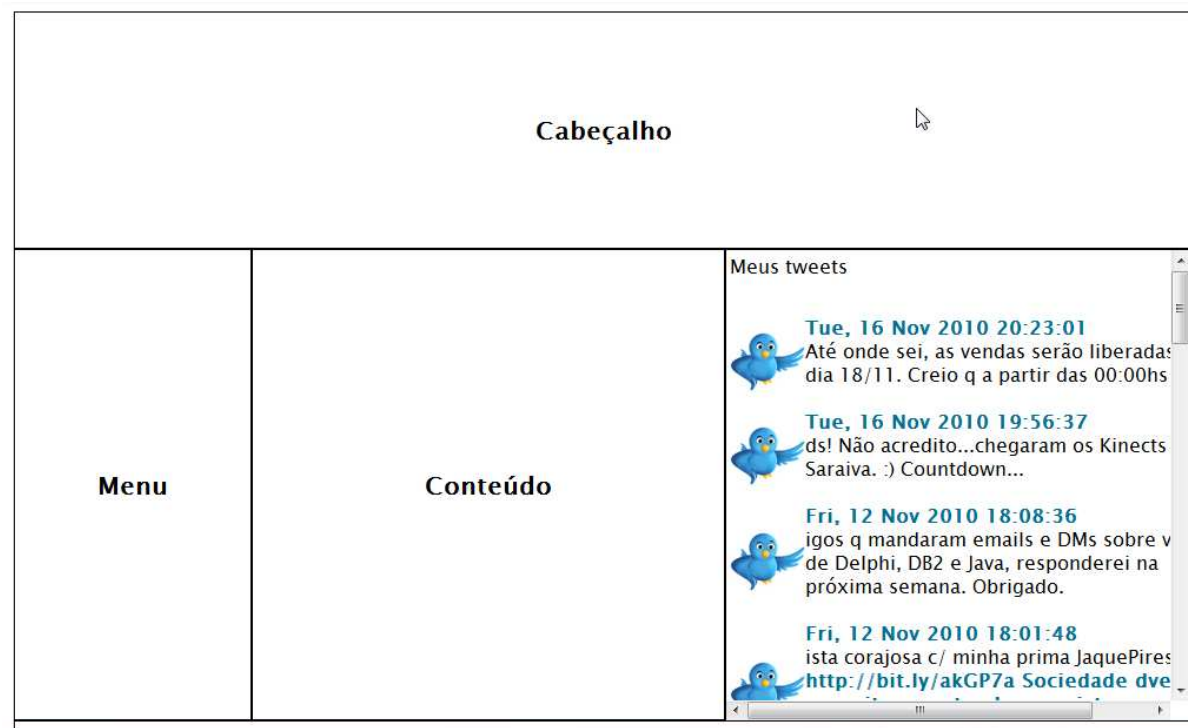 Cabeçalho
Menu
Conteúdo
Meus tweets
Tue, 16 Nov 2010 20:23:01
Até onde sei, as vendas serão liberadas
dia 18/11. Creio q a partir das 00:00hs
Tue, 16 Nov 2010 19:56:37
ds! Não acredito...chegaram os Kinects
Saraiva. :) Countdown...
Fri, 12 Nov 2010 18:08:36
igos q mandaram emails e DMs sobre v
de Delphi, DB2 e Java, responderei na
próxima semana. Obrigado.
Fri, 12 Nov 2010 18:01:48
ista corajosa c/ minha prima JaquePires
http://bit.ly/akGP7a Sociedade dve